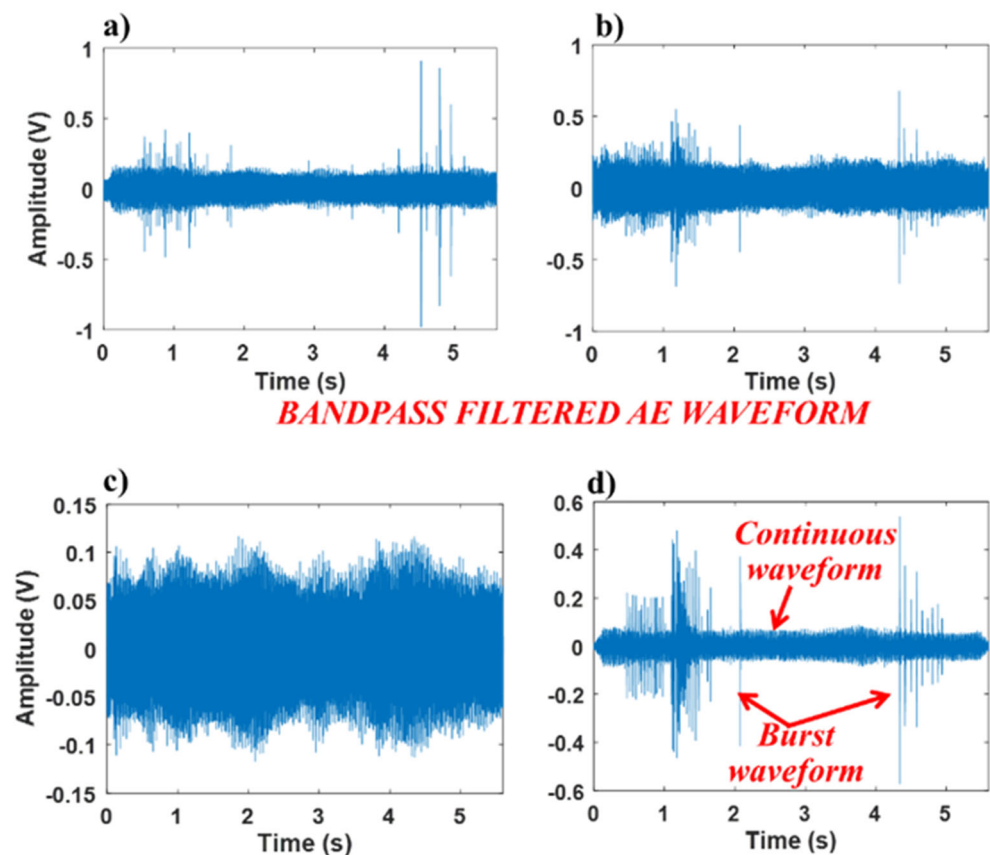 a)
b)
1
0.5
0
-0.5
-1
Amplitude (V)
0 1 2 3 4 5
Time (s)
1
0.5
0
-0.5
-1
0 1 2 3 4 5
Time (s)
BANDPASS FILTERED AE WAVEFORM
c)
d)
0.15
0.1
0.05
0
-0.05
-0.1
-0.15
Amplitude (V)
0 1 2 3 4 5
Time (s)
0.6
0.4
0.2
0
-0.2
-0.4
-0.6
Continuous
waveform
Burst
waveform
0 1 2 3 4 5
Time (s)